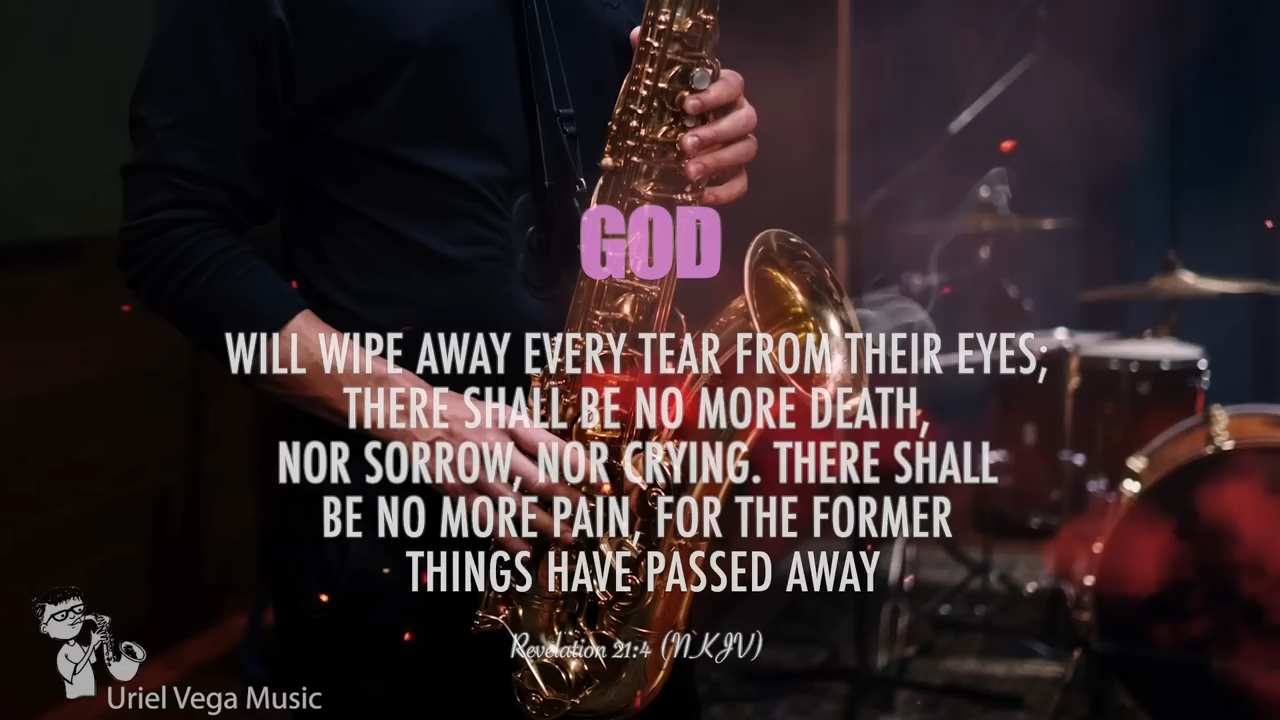 GOD
WILL WIPE AWAY EVERY TEAR FROM THEIR EYES;
THERE SHALL BE NO MORE DEATH,
NOR SORROW, NOR CRYING. THERE SHALL
BE NO MORE PAIN, FOR THE FORMER
THINGS HAVE PASSED AWAY
Revelation 21:4 (NKJV)
Uriel Vega Music